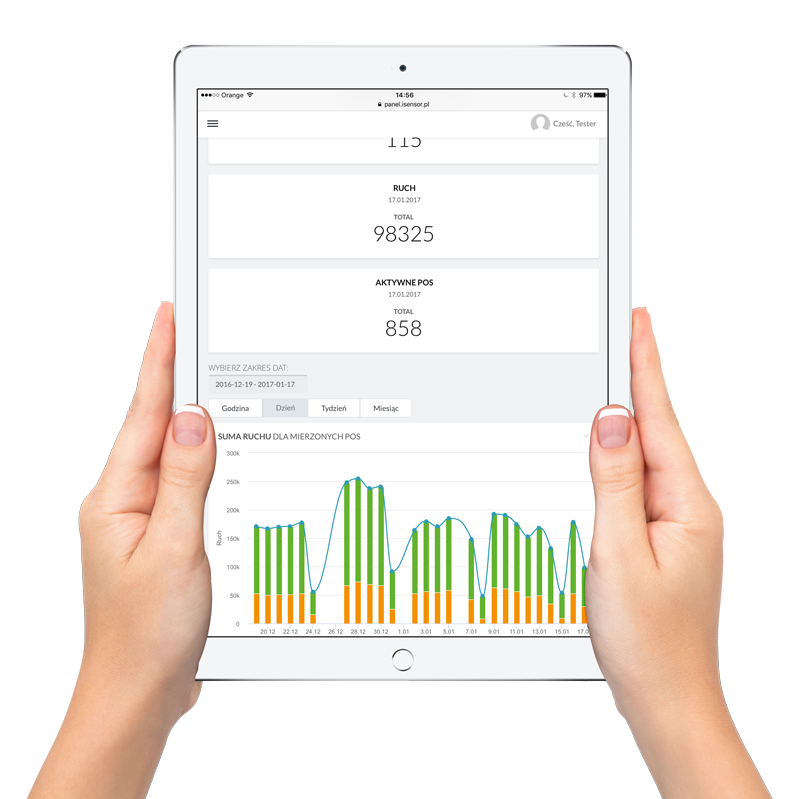 Orange 14:56 97%
panel.isensor.pl
Cześć, Tester
115
RUCH
17.01.2017
TOTAL
98325
AKTYWNE POS
17.01.2017
TOTAL
858
WYBIERZ ZAKRES DAT:
2016-12-19 - 2017-01-17
Godzina Dzień Tydzień Miesiąc
SUMA RUCHU DLA MIERZONYCH POS
300k
250k
200k
150k
100k
50k
0
Ruch
20.12 22.12 24.12 26.12 28.12 30.12 1.01 3.01 5.01 7.01 9.01 11.01 13.01 15.01 17.0